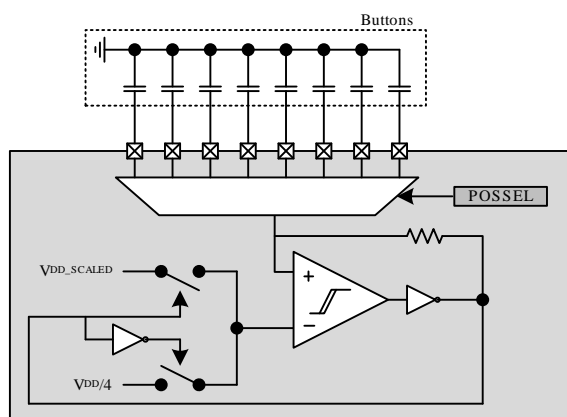 Buttons
POSSEL
VDD_SCALED
+
−
VDD/4